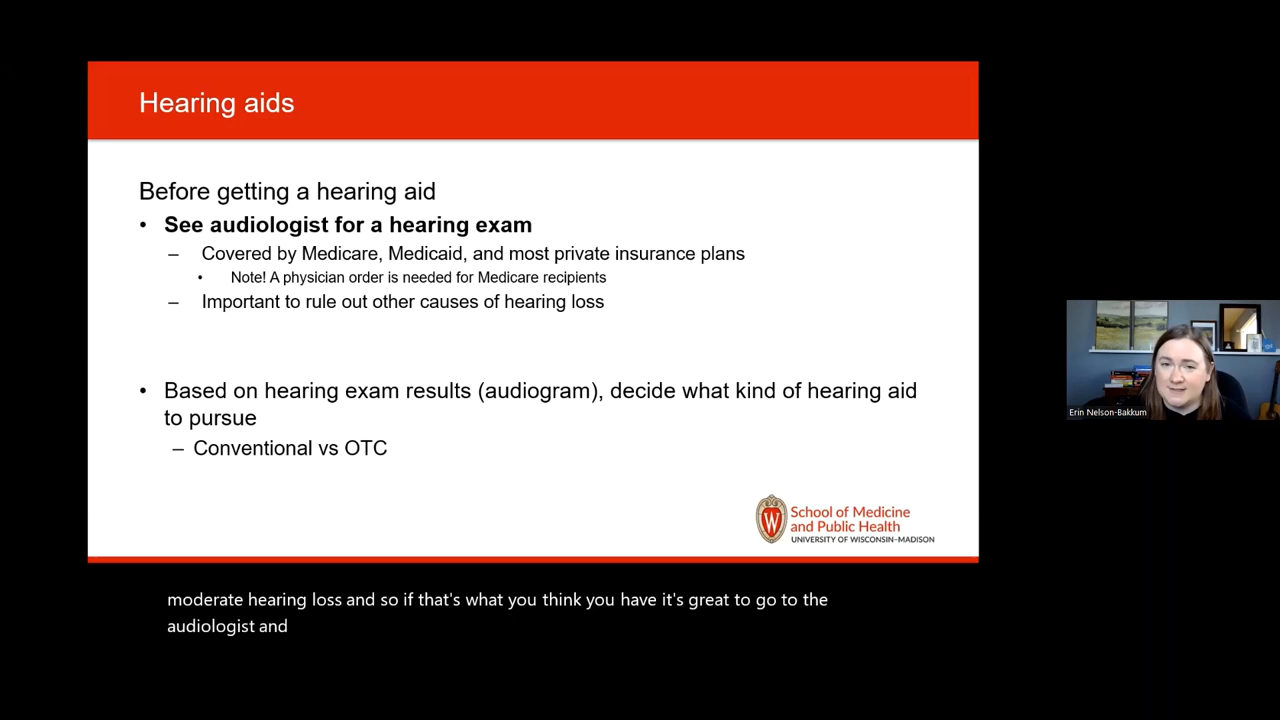 Hearing aids
Before getting a hearing aid
• See audiologist for a hearing exam
– Covered by Medicare, Medicaid, and most private insurance plans
• Note! A physician order is needed for Medicare recipients
– Important to rule out other causes of hearing loss
• Based on hearing exam results (audiogram), decide what kind of hearing aid
to pursue
– Conventional vs OTC
W
School of Medicine
and Public Health
UNIVERSITY OF WISCONSIN–MADISON
Erin Nelson-Bakkum
moderate hearing loss and so if that's what you think you have it's great to go to the
audiologist and